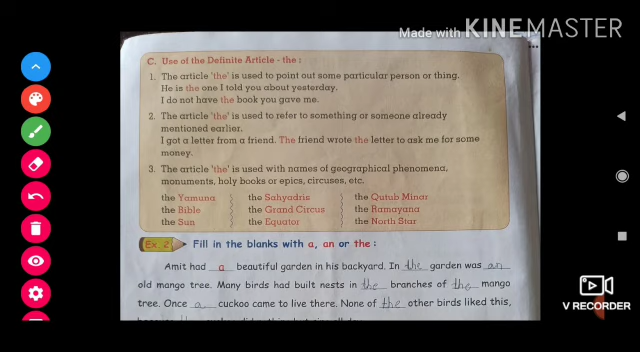 Made with KINEMASTER
C. Use of the Definite Article - the :
1. The article 'the' is used to point out some particular person or thing.
He is the one I told you about yesterday.
I do not have the book you gave me.
2. The article 'the' is used to refer to something or someone already
mentioned earlier.
I got a letter from a friend. The friend wrote the letter to ask me for some
money.
3. The article 'the' is used with names of geographical phenomena,
monuments, holy books or epics, circuses, etc.
the Yamuna the Sahyadris the Qutub Minar
the Bible the Grand Circus the Ramayana
the Sun the Equator the North Star
Ex. 2 Fill in the blanks with a, an or the :
Amit had a beautiful garden in his backyard. In the garden was an
old mango tree. Many birds had built nests in the branches of the mango
tree. Once a cuckoo came to live there. None of the other birds liked this,
V RECORDER